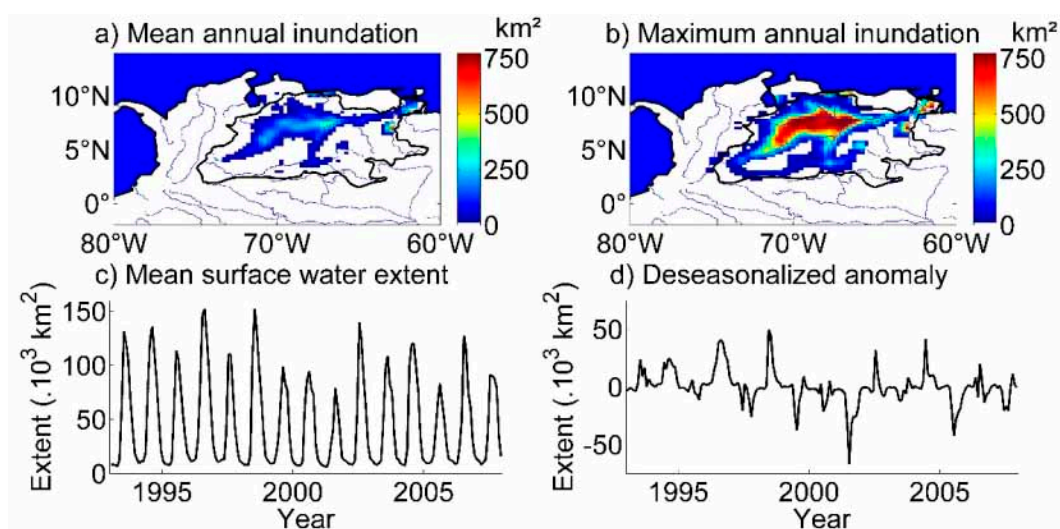 a) Mean annual inundation
km²
b) Maximum annual inundation
km²
10°N
5°N
0°
80°W
70°W
60°W
750
500
250
0
10°N
5°N
0°
80°W
70°W
60°W
750
500
250
0
c) Mean surface water extent
Extent (.10³ km²)
150
100
50
0
1995
2000
2005
Year
d) Deseasonalized anomaly
Extent (.10³ km²)
50
0
-50
1995
2000
2005
Year